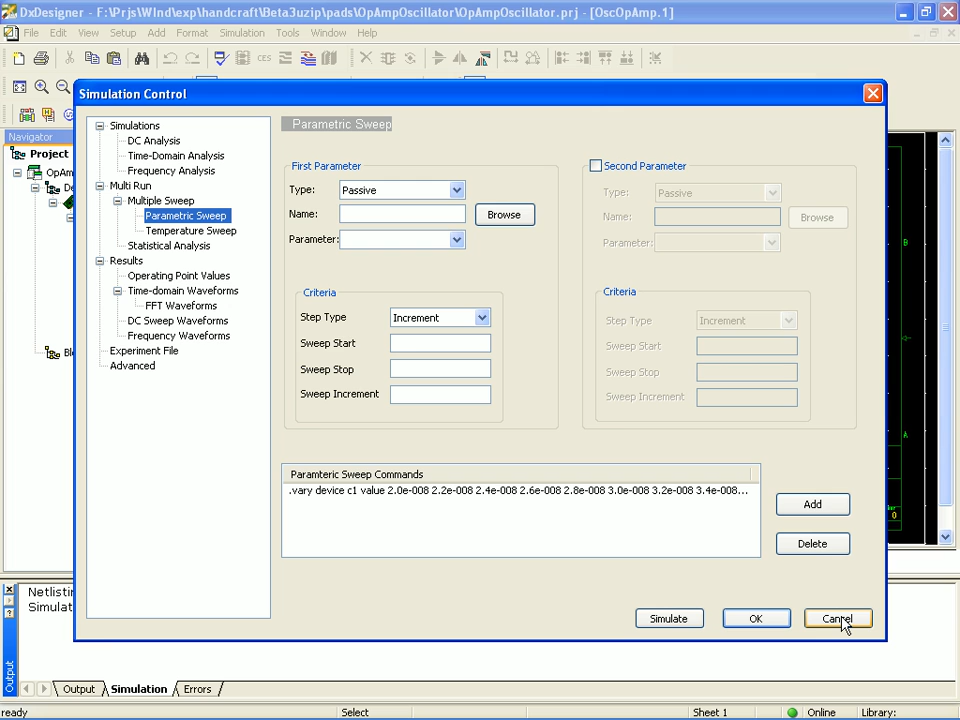 DxDesigner - F:\Prjs\WInd\exp\handcraft\Beta3uzip\pads\OpAmpOscillator\OpAmpOscillator.prj - [OscOpAmp.1]
File Edit View Setup Add Format Simulation Tools Window Help
CES
Simulation Control
Navigator
Project
OpAm
De
Blo
Simulations
DC Analysis
Time-Domain Analysis
Frequency Analysis
Multi Run
Multiple Sweep
Parametric Sweep
Temperature Sweep
Statistical Analysis
Results
Operating Point Values
Time-domain Waveforms
FFT Waveforms
DC Sweep Waveforms
Frequency Waveforms
Experiment File
Advanced
Parametric Sweep
First Parameter
Type: Passive
Name: Browse
Parameter:
Criteria
Step Type Increment
Sweep Start
Sweep Stop
Sweep Increment
Second Parameter
Type: Passive
Name: Browse
Parameter:
Criteria
Step Type Increment
Sweep Start
Sweep Stop
Sweep Increment
Paramteric Sweep Commands
.vary device c1 value 2.0e-008 2.2e-008 2.4e-008 2.6e-008 2.8e-008 3.0e-008 3.2e-008 3.4e-008...
Add
Delete
Simulate OK Cancel
B
A
0
Netlistin
Simulat
Output
Output Simulation Errors
ready Select Sheet 1 Online Library: